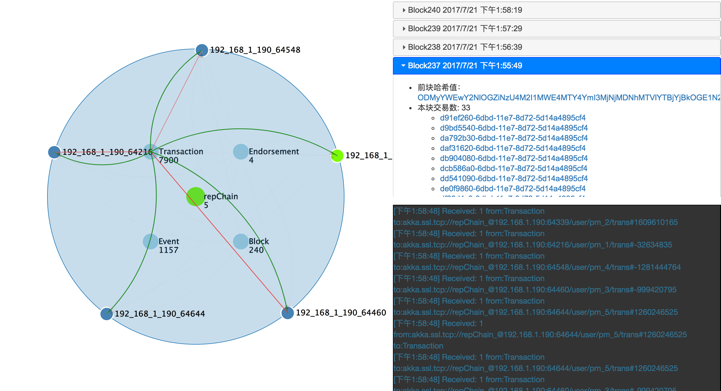 192_168_1_190_64548
192_168_1_190_64216
Transaction
7900
Endorsement
4
192_168_1_
repChain
5
Event
1157
Block
240
192_168_1_190_64644
192_168_1_190_64460
Block240 2017/7/21 下午1:58:19
Block239 2017/7/21 下午1:57:29
Block238 2017/7/21 下午1:56:39
Block237 2017/7/21 下午1:55:49
前块哈希值：
本块交易数: 33
d91ef260-6dbd-11e7-8d72-5d14a4895cf4
d9bd5540-6dbd-11e7-8d72-5d14a4895cf4
da792b30-6dbd-11e7-8d72-5d14a4895cf4
daf31620-6dbd-11e7-8d72-5d14a4895cf4
db904080-6dbd-11e7-8d72-5d14a4895cf4
dcb586a0-6dbd-11e7-8d72-5d14a4895cf4
dd541090-6dbd-11e7-8d72-5d14a4895cf4
de0f9860-6dbd-11e7-8d72-5d14a4895cf4
[下午1:58:48] Received: 1 from:Transaction
to:akka.ssl.tcp://repChain_@192.168.1.190:64339/user/pm_2/trans#1609610165
[下午1:58:48] Received: 1 from:Transaction
to:akka.ssl.tcp://repChain_@192.168.1.190:64216/user/pm_1/trans#-32634835
[下午1:58:48] Received: 1 from:Transaction
to:akka.ssl.tcp://repChain_@192.168.1.190:64548/user/pm_4/trans#-1281444764
[下午1:58:48] Received: 1 from:Transaction
to:akka.ssl.tcp://repChain_@192.168.1.190:64460/user/pm_3/trans#-999420795
[下午1:58:48] Received: 1 from:Transaction
to:akka.ssl.tcp://repChain_@192.168.1.190:64644/user/pm_5/trans#1260246525
[下午1:58:48] Received: 1
from:akka.ssl.tcp://repChain_@192.168.1.190:64644/user/pm_5/trans#1260246525
to:Transaction
[下午1:58:48] Received: 1 from:Transaction
to:akka.ssl.tcp://repChain_@192.168.1.190:64644/user/pm_5/trans#1260246525
[下午1:58:48] Received: 1 from:Transaction